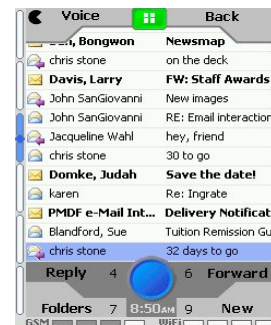 Voice Back
Bongwon Newsmap
chris stone on the deck
Davis, Larry FW: Staff Awards
John SanGiovanni New images
John SanGiovanni RE: Email interaction
Jacqueline Wahl hey, friend
chris stone 30 to go
Domke, Judah Save the date!
karen Re: Ingrate
PMDF e-Mail Int... Delivery Notificat
Blandford, Sue Tuition Remission Gu
chris stone 32 days to go
Reply 4 6 Forward
Folders 7 8:50AM 9 New
GSM WiFi